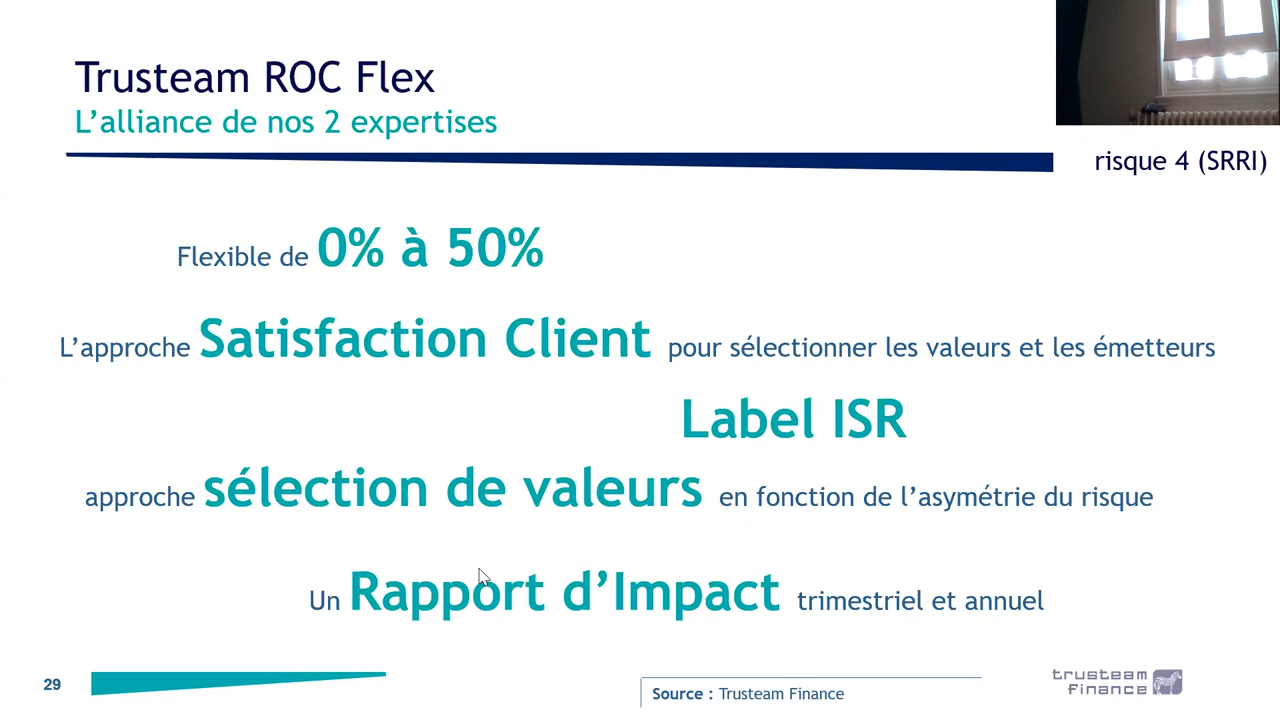 Trusteam ROC Flex
L’alliance de nos 2 expertises
risque 4 (SRRI)
Flexible de 0% à 50%
L’approche Satisfaction Client pour sélectionner les valeurs et les émetteurs
Label ISR
approche sélection de valeurs en fonction de l’asymétrie du risque
Un Rapport d’Impact trimestriel et annuel
29
Source : Trusteam Finance
trusteam
finance